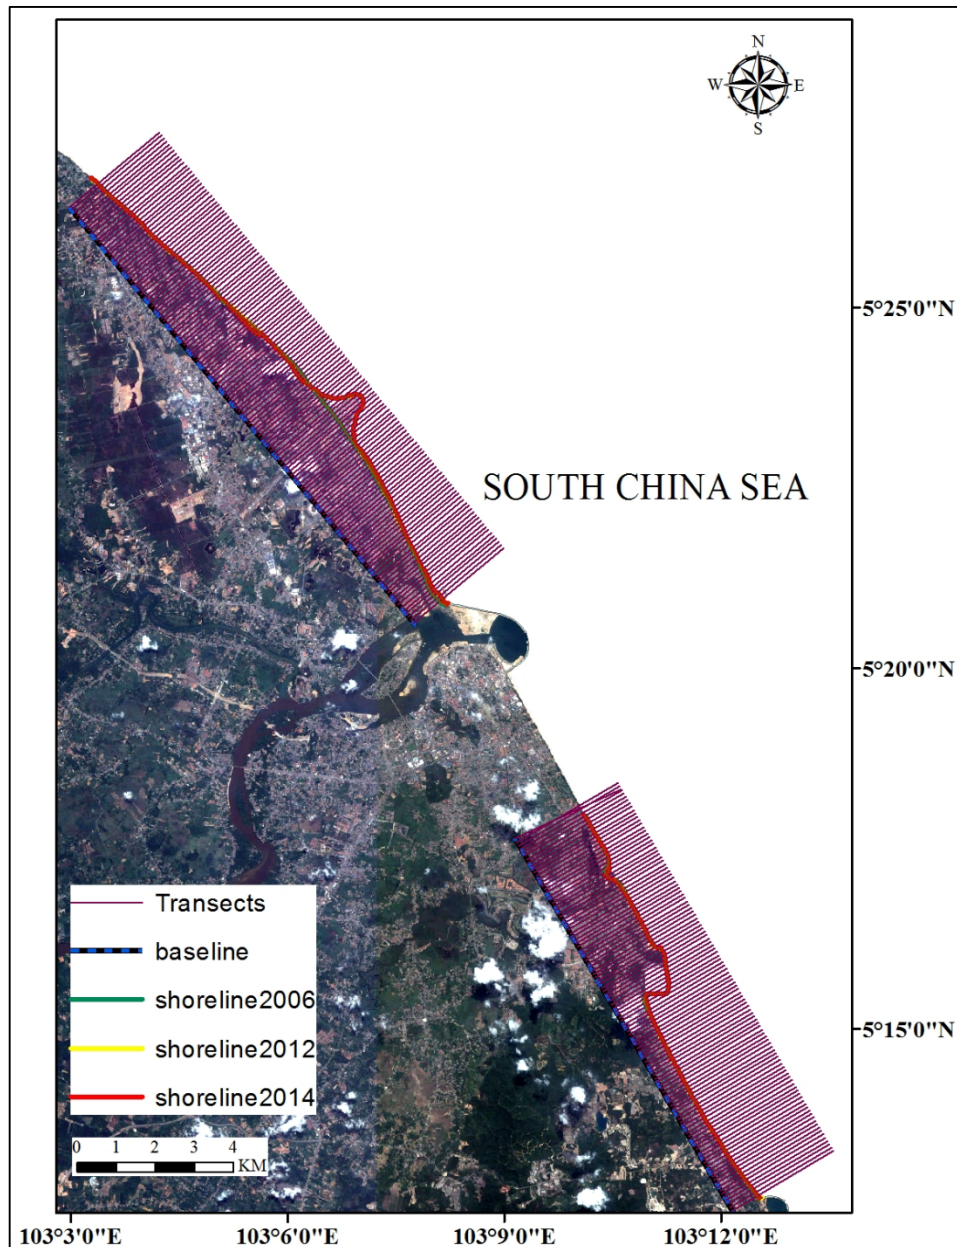 N
W E
S
5°25'0"N
SOUTH CHINA SEA
5°20'0"N
Transects
baseline
shoreline2006
5°15'0"N
shoreline2012
shoreline2014
0 1 2 3 4
KM
103°3'0"E 103°6'0"E 103°9'0"E 103°12'0"E